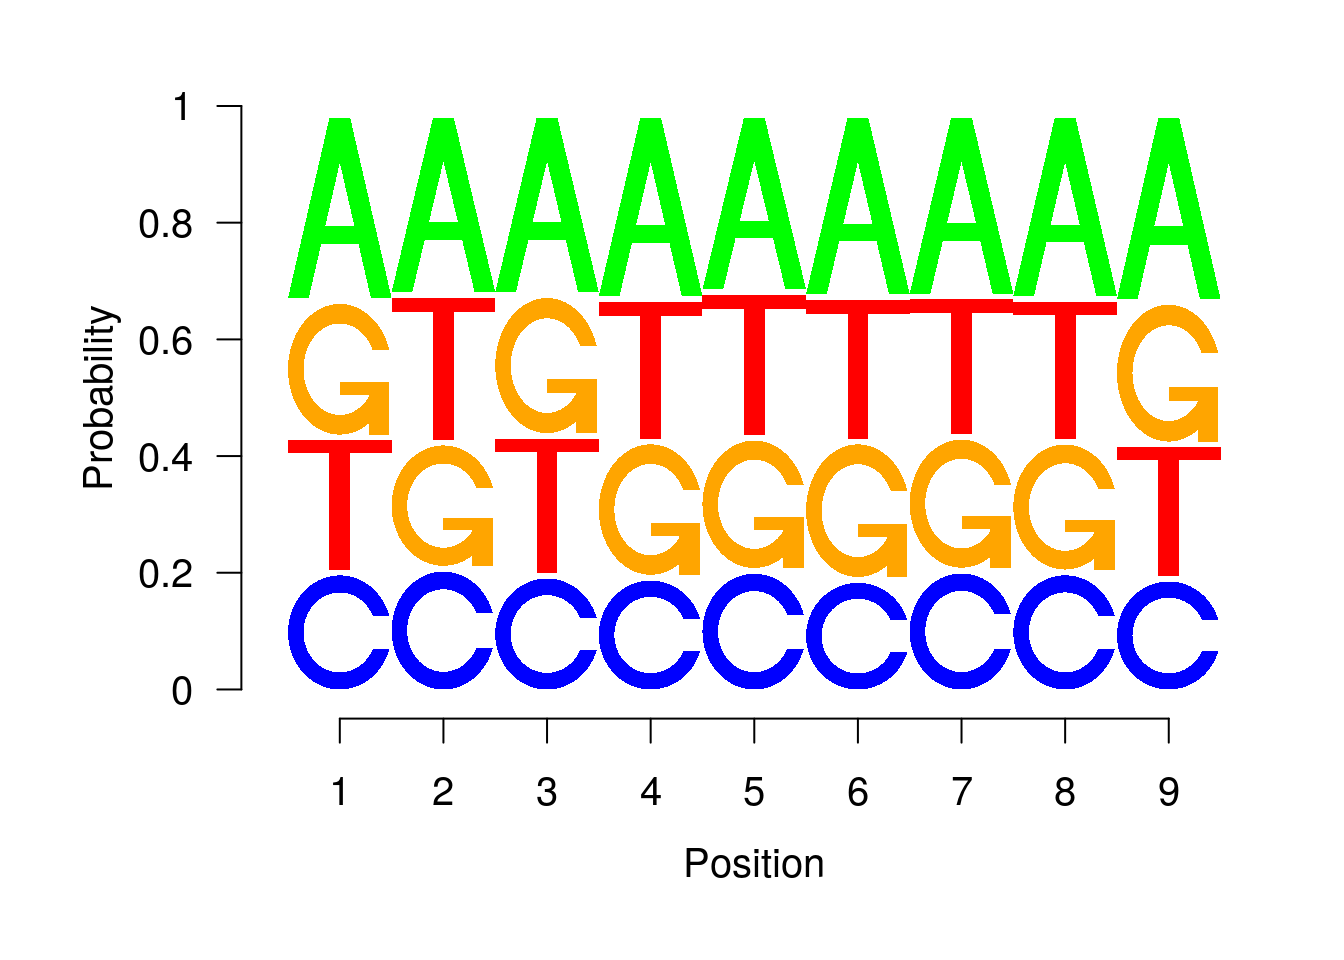 Probability
1
0.8
0.6
0.4
0.2
0
AAAAAAAAA
GTGTTTTTG
TGTGGGGGT
CCCCCCCCC
1 2 3 4 5 6 7 8 9
Position